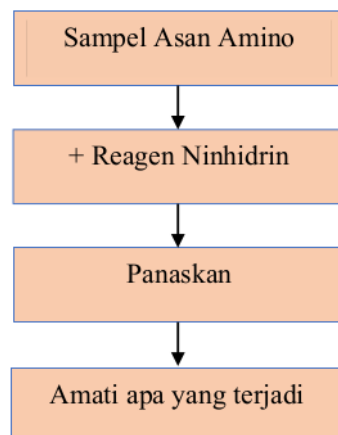 Sampel Asan Amino
+ Reagen Ninhidrin
Panaskan
Amati apa yang terjadi